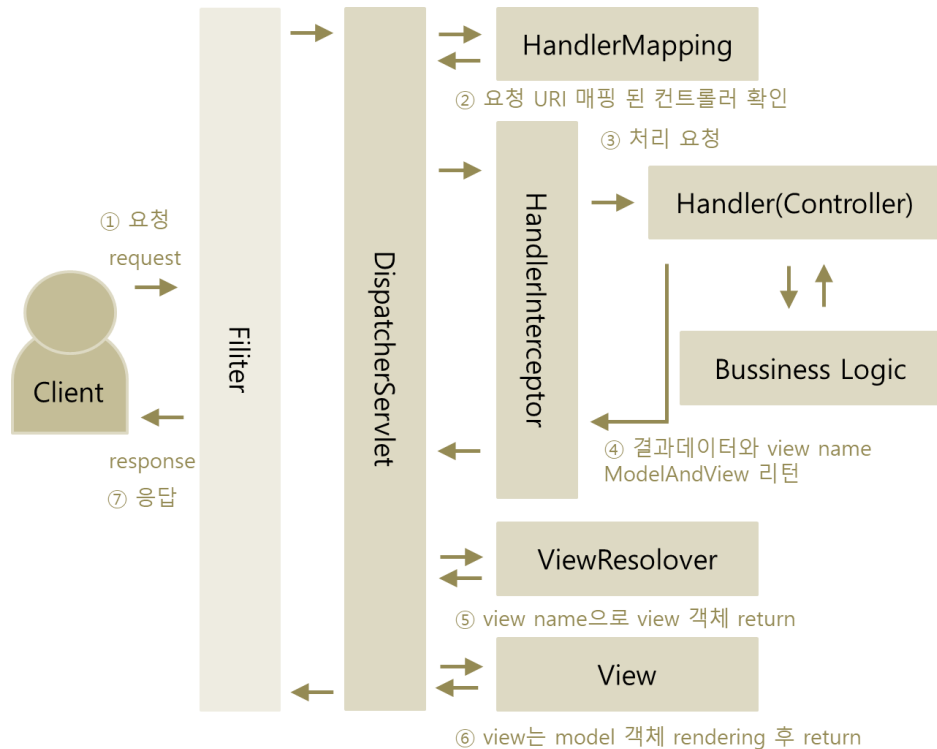 HandlerMapping
② 요청 URI 매핑 된 컨트롤러 확인
③ 처리 요청
Handler(Controller)
① 요청
request
Client
Filiter
DispatcherServlet
HandlerInterceptor
Bussiness Logic
response
⑦ 응답
④ 결과데이터와 view name
ModelAndView 리턴
ViewResolover
⑤ view name으로 view 객체 return
View
⑥ view는 model 객체 rendering 후 return